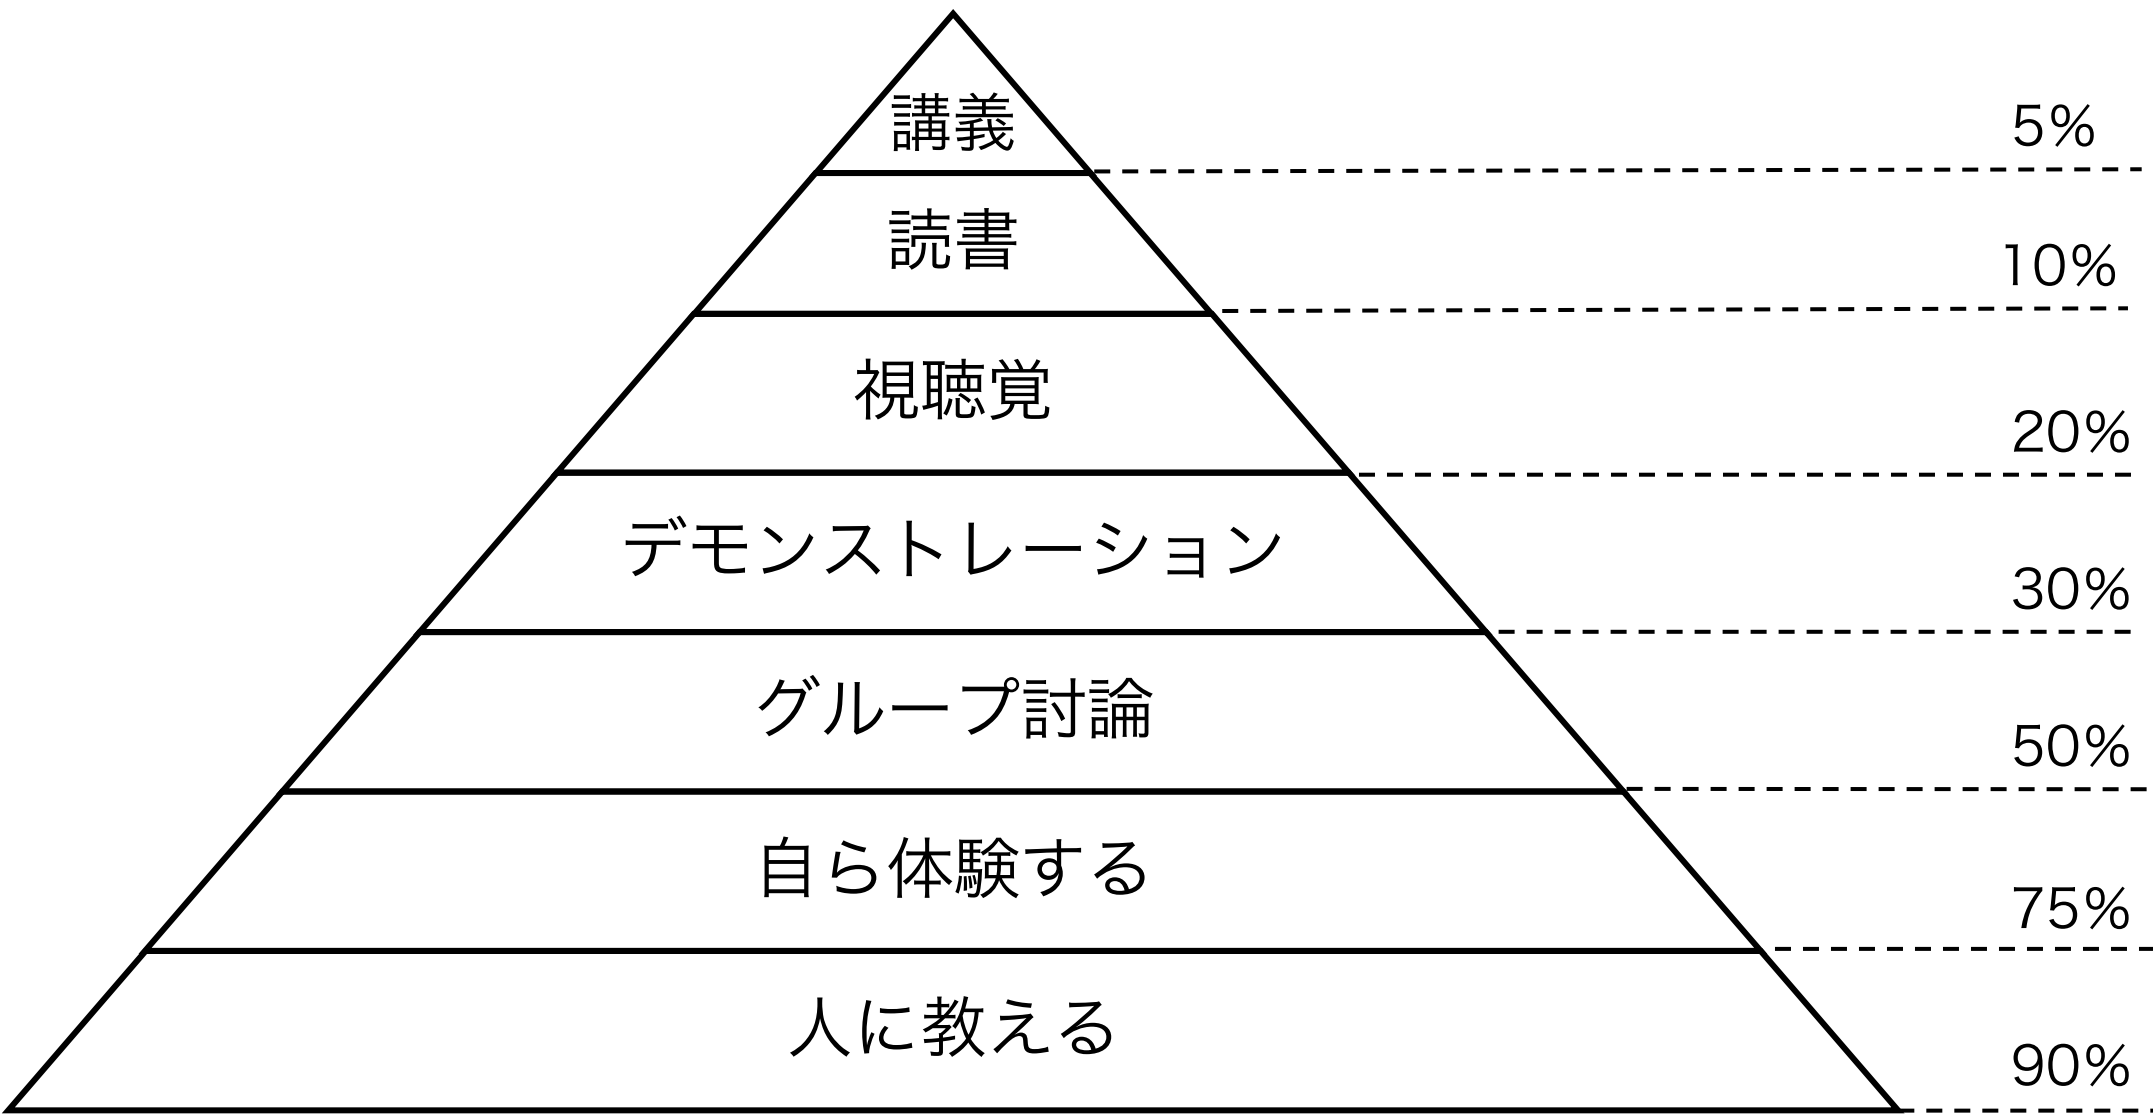 講義
5%
読書
10%
視聴覚
20%
デモンストレーション
30%
グループ討論
50%
自ら体験する
75%
人に教える
90%